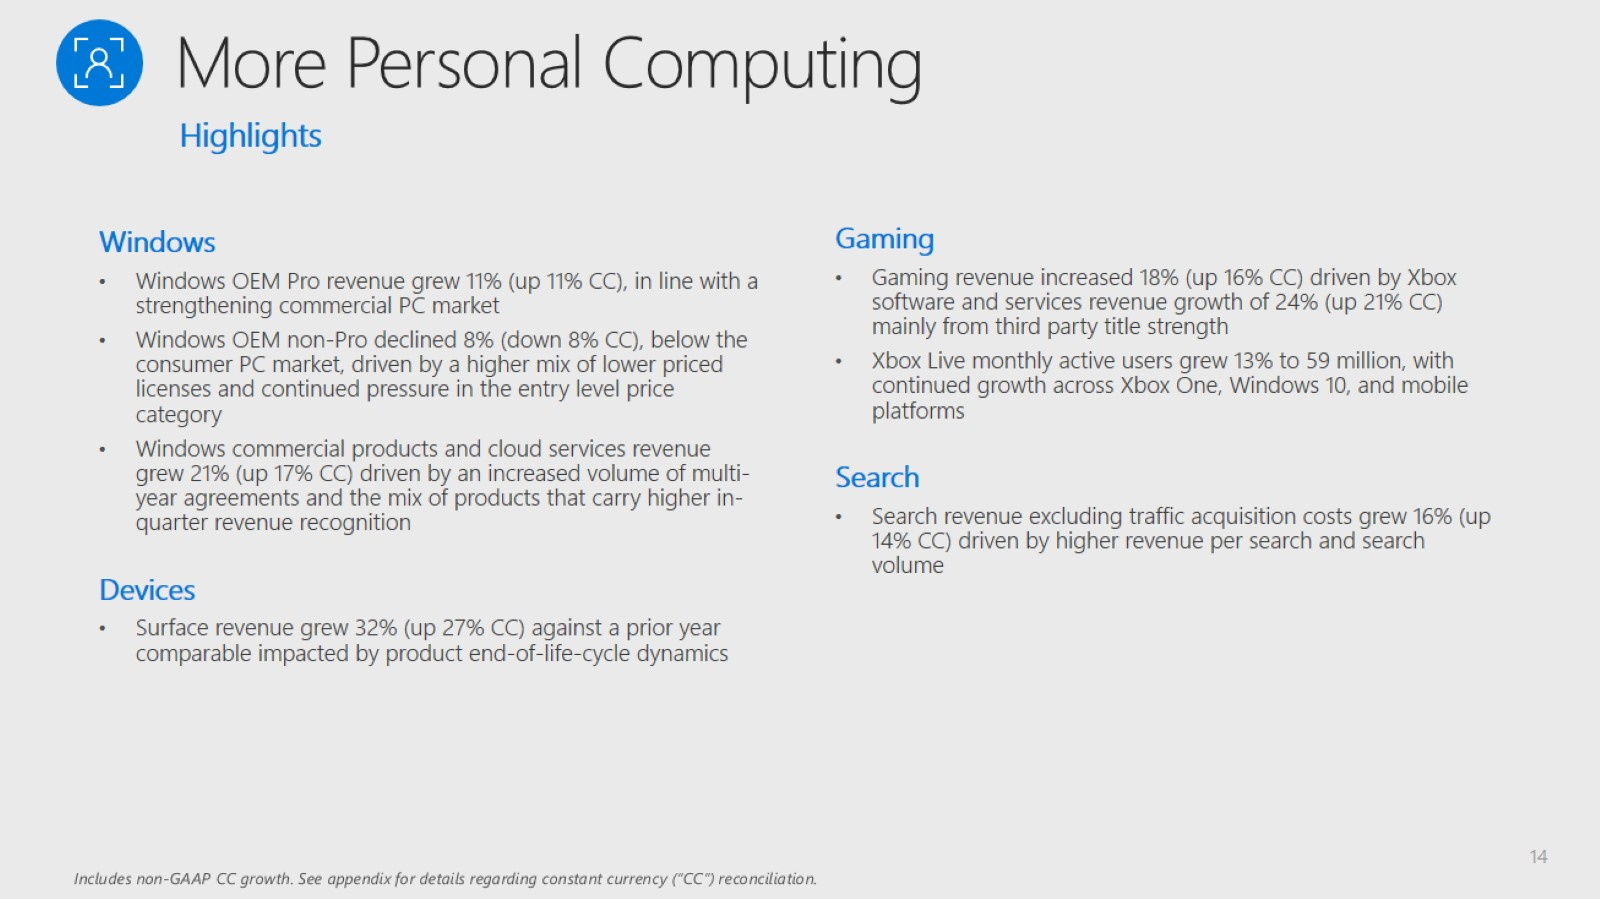 More Personal Computing
Highlights
Windows
• Windows OEM Pro revenue grew 11% (up 11% CC), in line with a
strengthening commercial PC market
• Windows OEM non-Pro declined 8% (down 8% CC), below the
consumer PC market, driven by a higher mix of lower priced
licenses and continued pressure in the entry level price
category
• Windows commercial products and cloud services revenue
grew 21% (up 17% CC) driven by an increased volume of multi-
year agreements and the mix of products that carry higher in-
quarter revenue recognition
Devices
• Surface revenue grew 32% (up 27% CC) against a prior year
comparable impacted by product end-of-life-cycle dynamics
Gaming
• Gaming revenue increased 18% (up 16% CC) driven by Xbox
software and services revenue growth of 24% (up 21% CC)
mainly from third party title strength
• Xbox Live monthly active users grew 13% to 59 million, with
continued growth across Xbox One, Windows 10, and mobile
platforms
Search
• Search revenue excluding traffic acquisition costs grew 16% (up
14% CC) driven by higher revenue per search and search
volume
14
Includes non-GAAP CC growth. See appendix for details regarding constant currency ("CC") reconciliation.